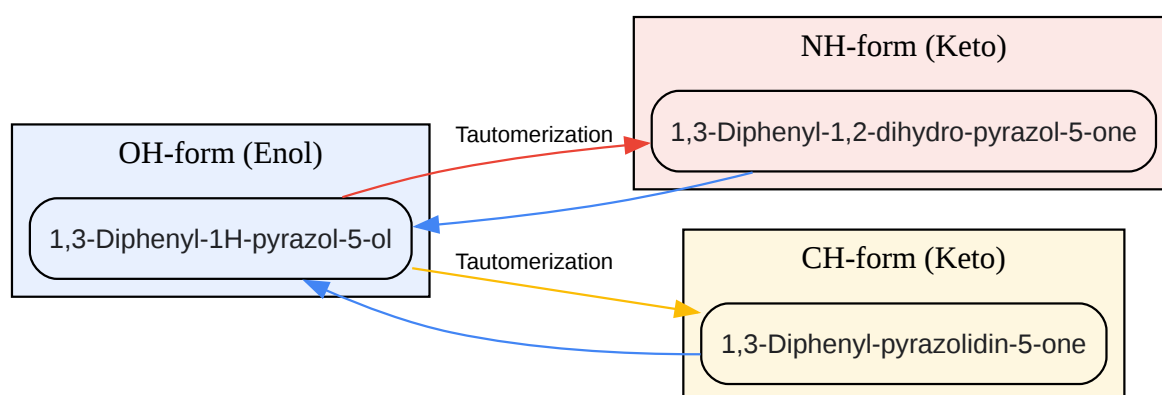 NH-form (Keto)
1,3-Diphenyl-1,2-dihydro-pyrazol-5-one
Tautomerization
OH-form (Enol)
1,3-Diphenyl-1H-pyrazol-5-ol
Tautomerization
CH-form (Keto)
1,3-Diphenyl-pyrazolidin-5-one